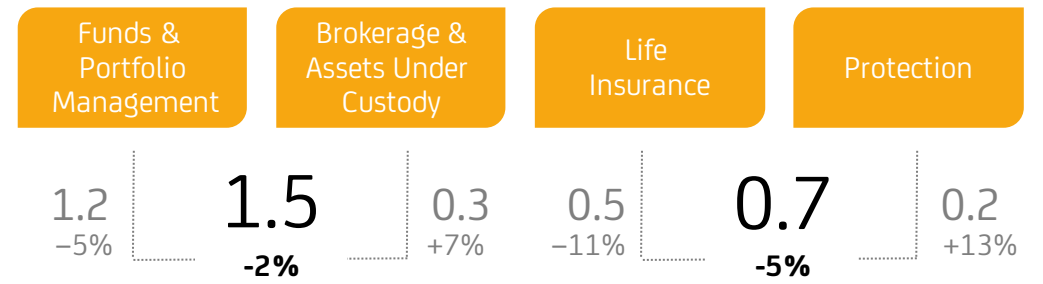 Funds &
Portfolio
Management
Brokerage &
Assets Under
Custody
Life
Insurance
Protection
1.2
–5%
1.5
-2%
0.3
+7%
0.5
–11%
0.7
-5%
0.2
+13%